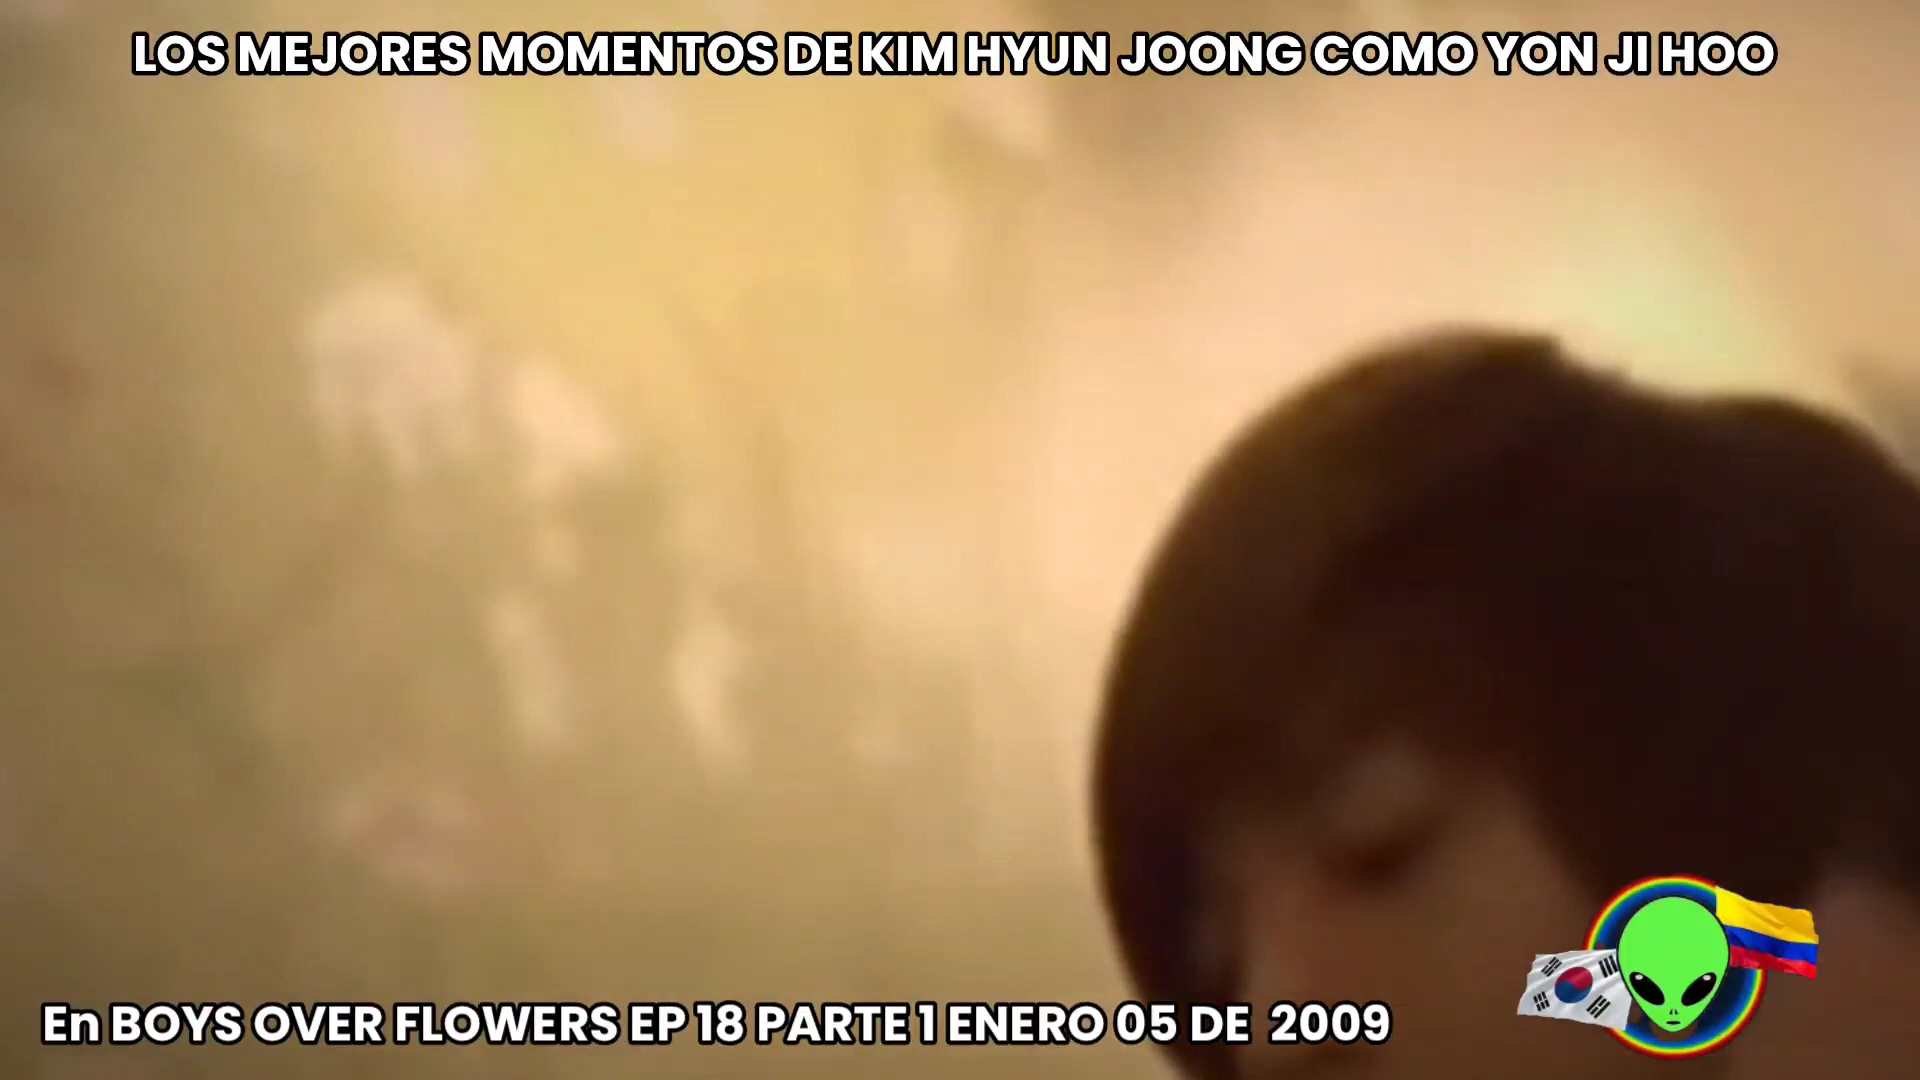 LOS MEJORES MOMENTOS DE KIM HYUN JOONG COMO YON JI HOO
En BOYS OVER FLOWERS EP 18 PARTE 1 ENERO 05 DE 2009